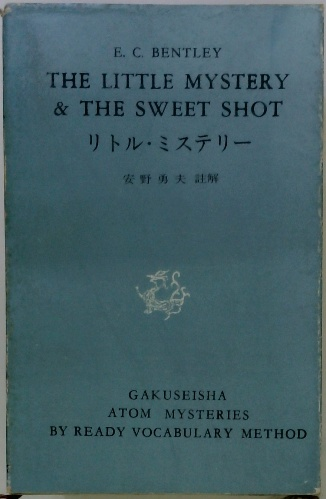 E. C. BENTLEY
THE LITTLE MYSTERY
& THE SWEET SHOT
リトル・ミステリー
安野勇夫 註解
GAKUSEISHA
ATOM MYSTERIES
BY READY VOCABULARY METHOD